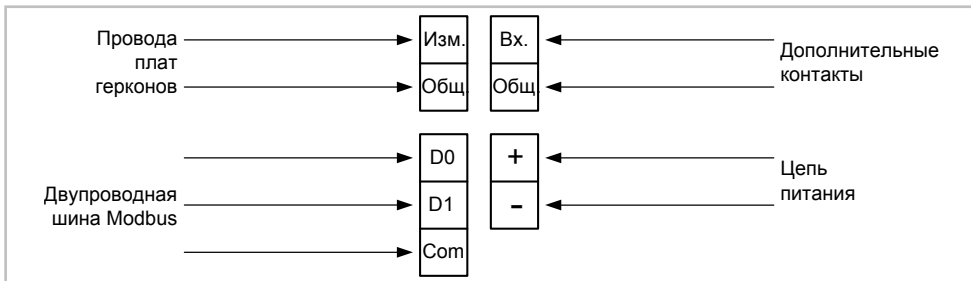 Провода
плат
герконов
Изм.
Общ.
Вх.
Общ.
Дополнительные
контакты
Двупроводная
шина Modbus
D0
D1
Com
+
-
Цепь
питания